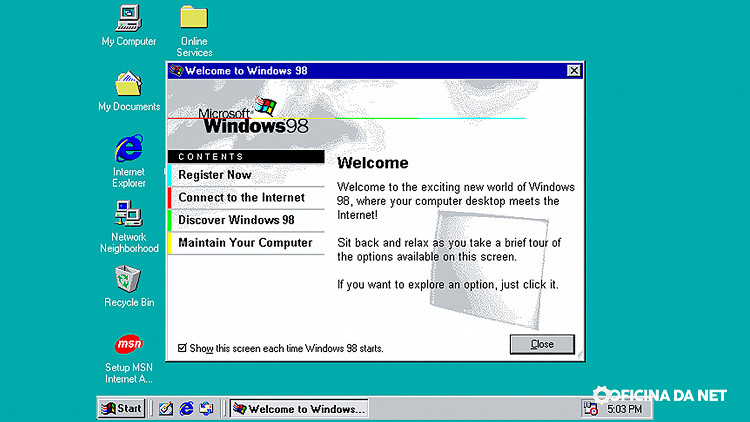 My Computer
Online
Services
My Documents
Internet
Explorer
Network
Neighborhood
Recycle Bin
Setup MSN
Internet A...
msn
Welcome to Windows 98
Microsoft
Windows98
CONTENTS
Register Now
Connect to the Internet
Discover Windows 98
Maintain Your Computer
Welcome
Welcome to the exciting new world of Windows
98, where your computer desktop meets the
Internet!
Sit back and relax as you take a brief tour of
the options available on this screen.
If you want to explore an option, just click it.
Show this screen each time Windows 98 starts.
Close
Start
Welcome to Windows...
5:03 PM
OFICINA DA NET